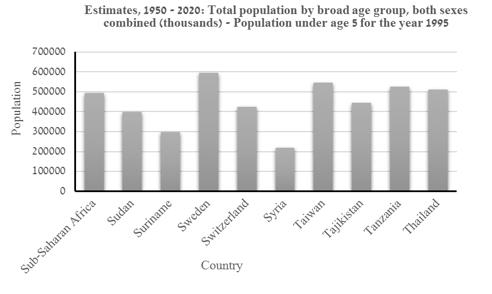 Estimates, 1950 - 2020: Total population by broad age group, both sexes
combined (thousands) - Population under age 5 for the year 1995
700000
600000
500000
400000
300000
200000
100000
0
Population
Sub-Saharan Africa
Sudan
Suriname
Sweden
Switzerland
Syria
Taiwan
Tajikistan
Tanzania
Thailand
Country